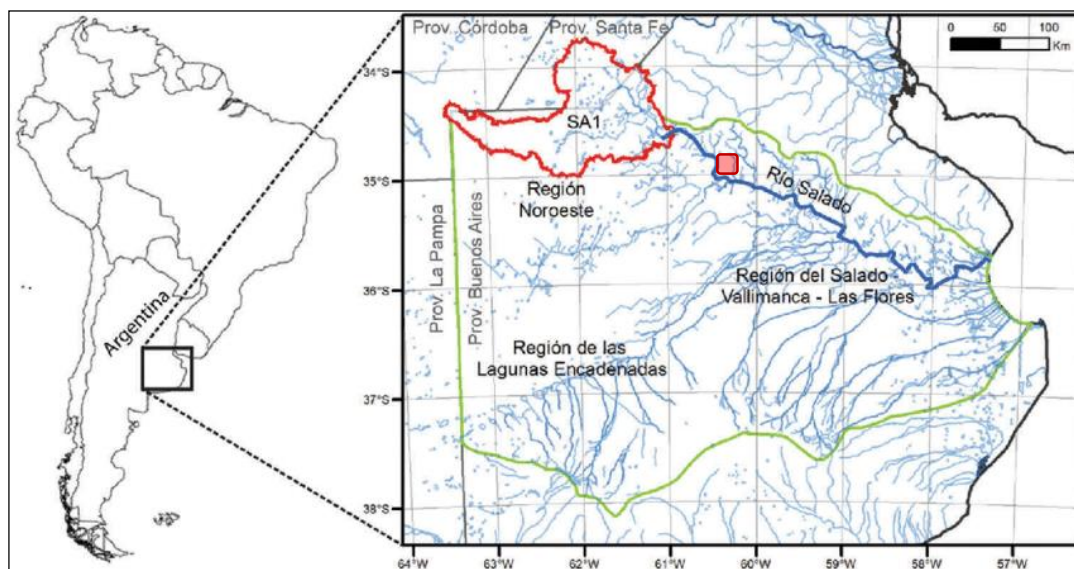 Prov. Córdoba
Prov. Santa Fe
0
50
100
Km
34°S
SA1
35°S
Región
Noroeste
Río Salado
Prov. La Pampa
Prov. Buenos Aires
Región del Salado
Vallimanca - Las Flores
36°S
Argentina
Región de las
Lagunas Encadenadas
37°S
38°S
64°W
62°W
62°W
61°W
60°W
59°W
58°W
57°W